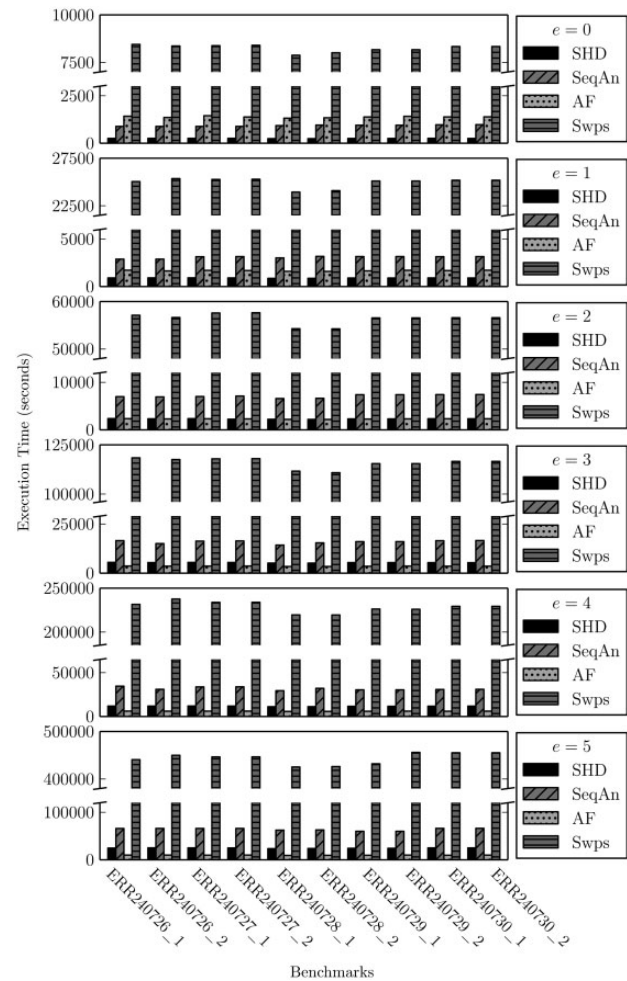 10000
7500
2500
0
e = 0
SHD
SeqAn
AF
Swps
27500
22500
5000
0
e = 1
SHD
SeqAn
AF
Swps
60000
50000
10000
0
e = 2
SHD
SeqAn
AF
Swps
125000
100000
25000
0
e = 3
SHD
SeqAn
AF
Swps
250000
200000
50000
0
e = 4
SHD
SeqAn
AF
Swps
500000
400000
100000
0
e = 5
SHD
SeqAn
AF
Swps
Execution Time (seconds)
ERR240726_1
ERR240726_2
ERR240727_1
ERR240727_2
ERR240728_1
ERR240728_2
ERR240729_1
ERR240729_2
ERR240730_1
ERR240730_2
Benchmarks